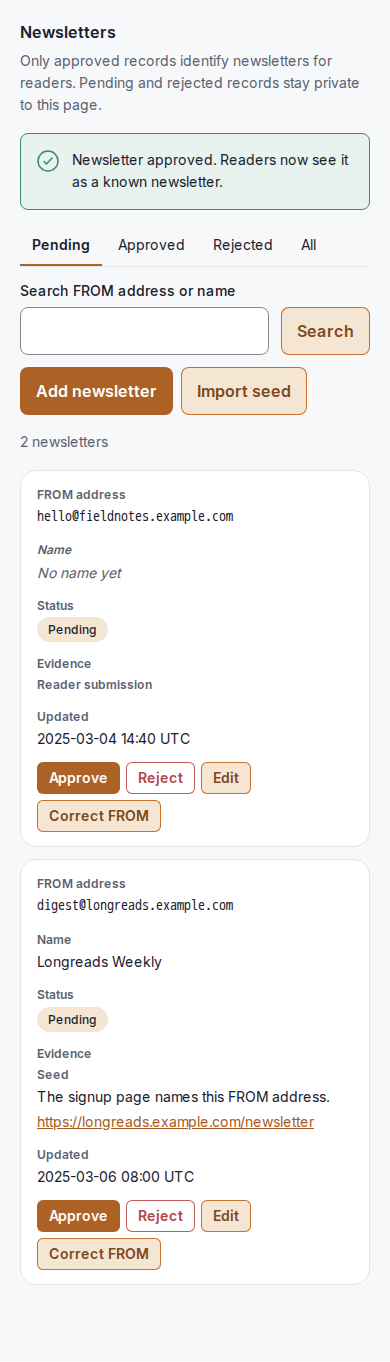 Newsletters
Only approved records identify newsletters for
readers. Pending and rejected records stay private
to this page.
Newsletter approved. Readers now see it
as a known newsletter.
Pending Approved Rejected All
Search FROM address or name
Search
Add newsletter Import seed
2 newsletters
FROM address
hello@fieldnotes.example.com
Name
No name yet
Status
Pending
Evidence
Reader submission
Updated
2025-03-04 14:40 UTC
Approve Reject Edit
Correct FROM
FROM address
digest@longreads.example.com
Name
Longreads Weekly
Status
Pending
Evidence
Seed
The signup page names this FROM address.
https://longreads.example.com/newsletter
Updated
2025-03-06 08:00 UTC
Approve Reject Edit
Correct FROM